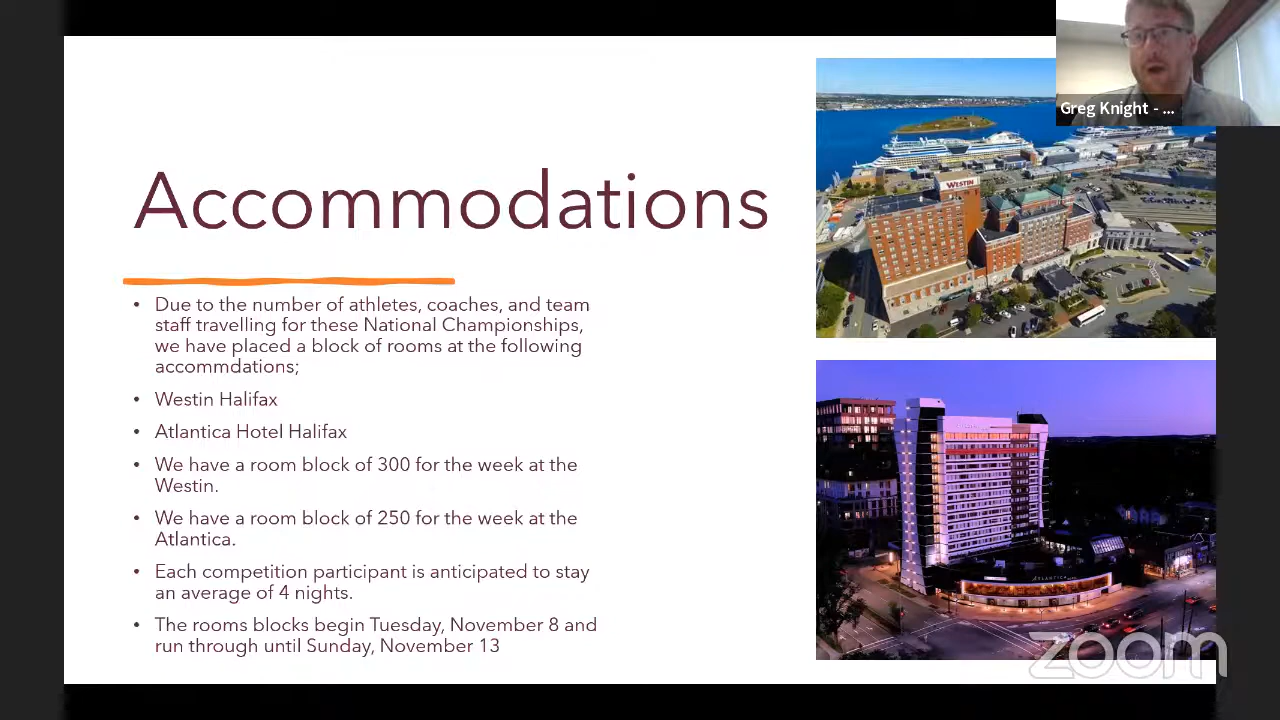 Greg Knight - ...
WESTIN
Accommodations
• Due to the number of athletes, coaches, and team
staff travelling for these National Championships,
we have placed a block of rooms at the following
accommdations;
• Westin Halifax
• Atlantica Hotel Halifax
• We have a room block of 300 for the week at the
Westin.
• We have a room block of 250 for the week at the
Atlantica.
• Each competition participant is anticipated to stay
an average of 4 nights.
• The rooms blocks begin Tuesday, November 8 and
run through until Sunday, November 13
ATLANTICA
zoom